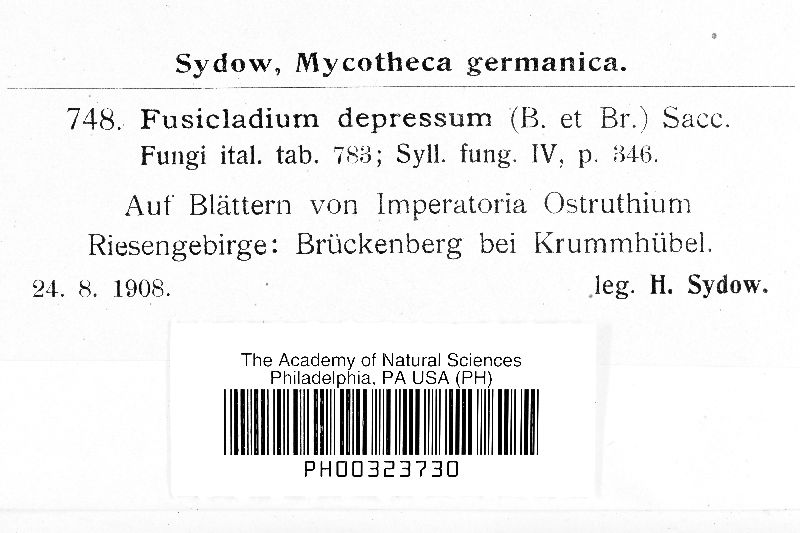 Sydow, Mycotheca germanica.
748. Fusicladium depressum (B. et Br.) Sacc.
Fungi ital. tab. 783; Syll. fung. IV, p. 346.
Auf Blättern von Imperatoria Ostruthium
Riesengebirge: Brückenberg bei Krummhübel.
24. 8. 1908. leg. H. Sydow.
The Academy of Natural Sciences
Philadelphia, PA USA (PH)
PH00323730